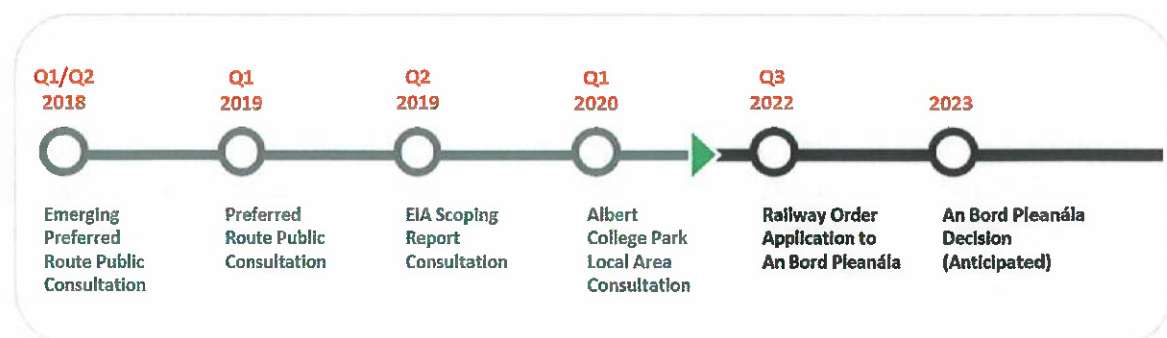 Q1/Q2
2018
Q1
2019
Q2
2019
Q1
2020
Q3
2022
2023
Emerging
Preferred
Route Public
Consultation
Preferred
Route Public
Consultation
EIA Scoping
Report
Consultation
Albert
College Park
Local Area
Consultation
Railway Order
Application to
An Bord Pleanála
An Bord Pleanála
Decision
(Anticipated)